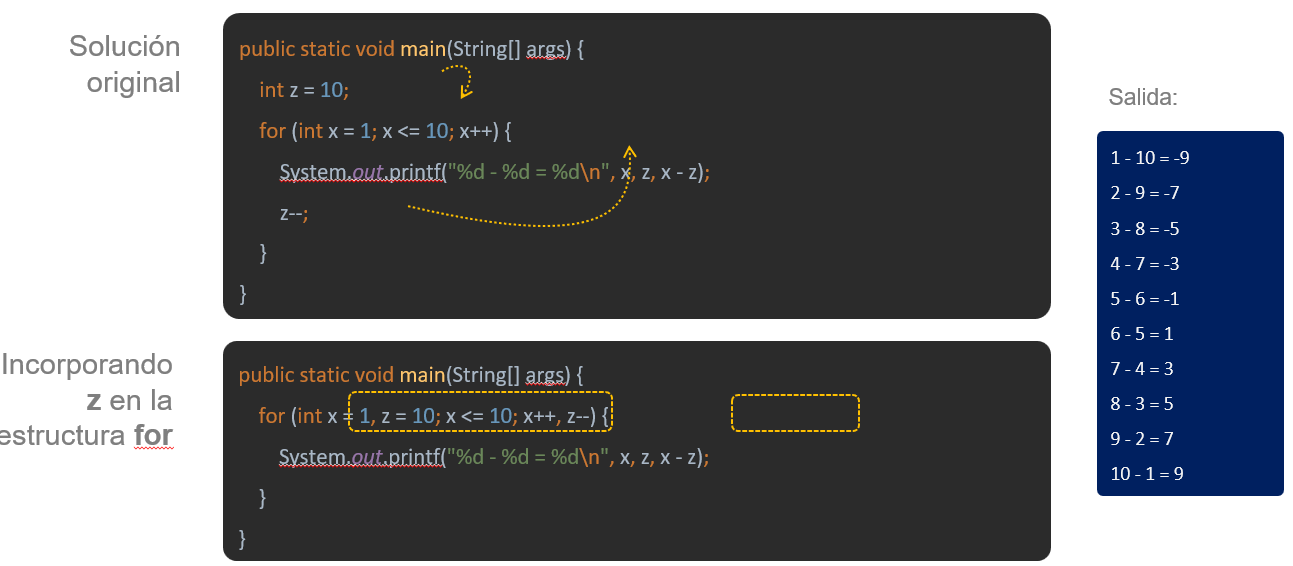 Solución
original
public static void main(String[] args) {
int z = 10;
for (int x = 1; x <= 10; x++) {
System.out.printf("%d - %d = %d\n", x, z, x - z);
z--;
}
}
Incorporando
z en la
estructura for
public static void main(String[] args) {
for (int x = 1, z = 10; x <= 10; x++, z--) {
System.out.printf("%d - %d = %d\n", x, z, x - z);
}
}
Salida:
1 - 10 = -9
2 - 9 = -7
3 - 8 = -5
4 - 7 = -3
5 - 6 = -1
6 - 5 = 1
7 - 4 = 3
8 - 3 = 5
9 - 2 = 7
10 - 1 = 9